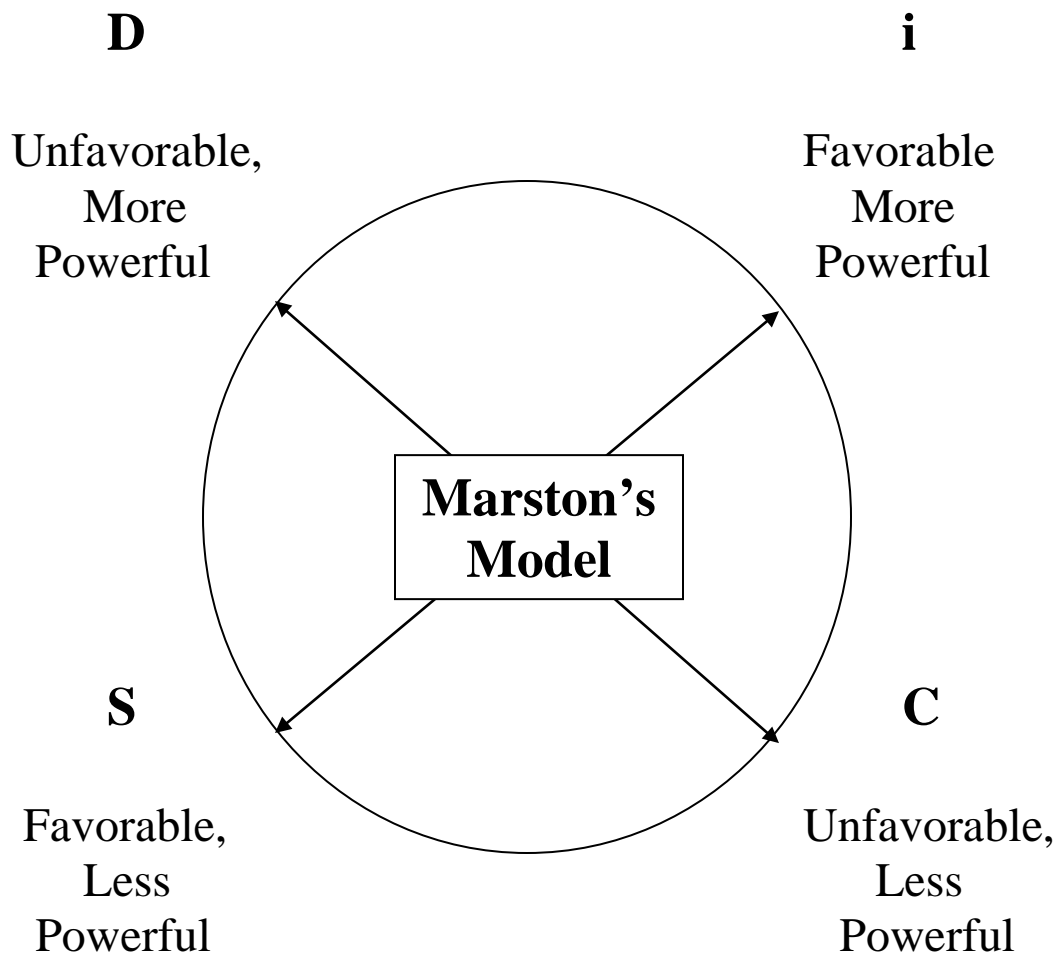 D
Unfavorable,
More
Powerful
i
Favorable
More
Powerful
Marston’s
Model
S
Favorable,
Less
Powerful
C
Unfavorable,
Less
Powerful